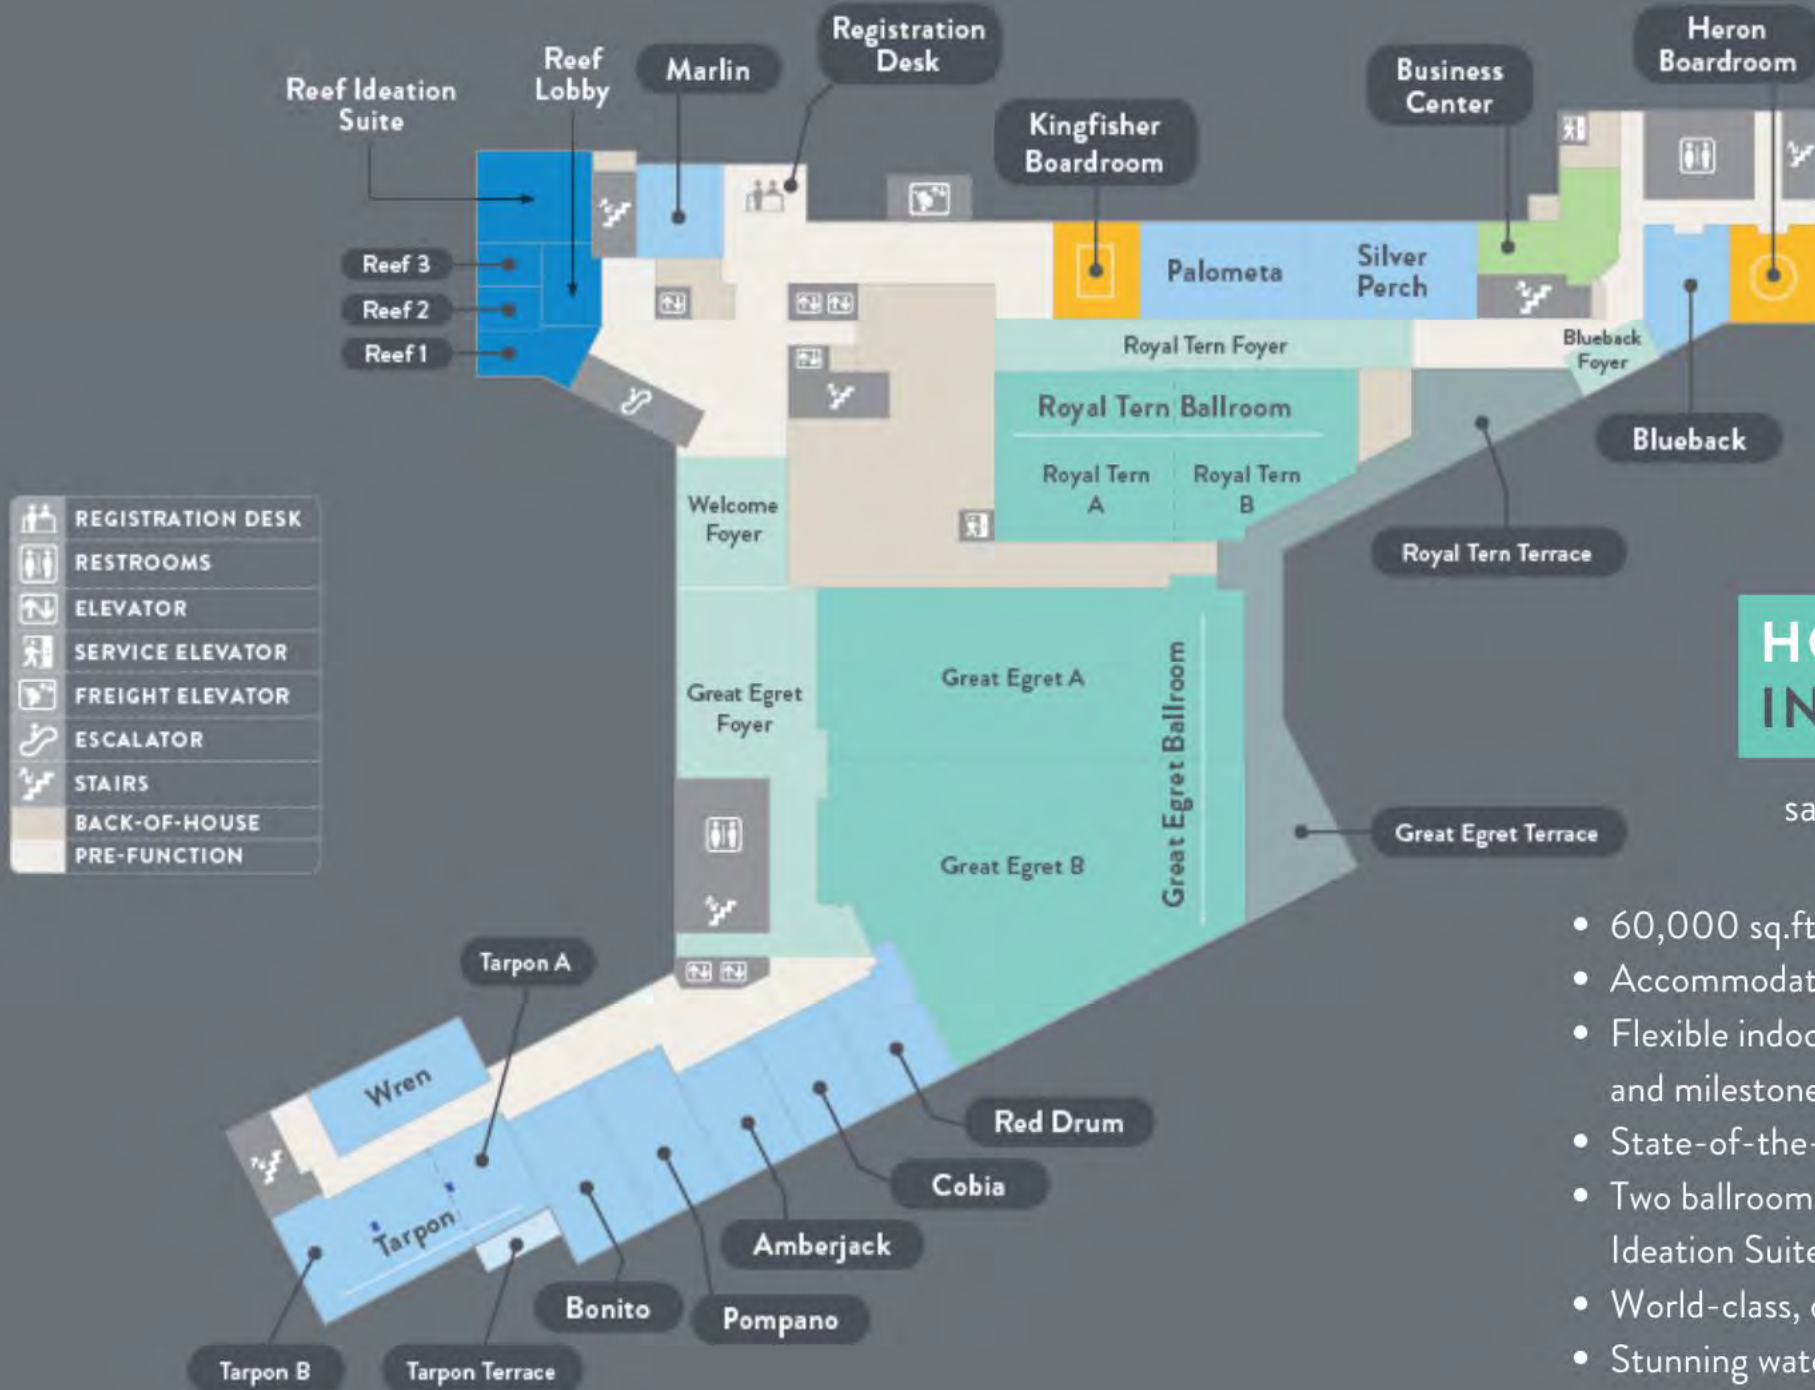 Registration
Desk
Heron
Boardroom
Reef
Lobby
Marlin
Business
Center
Reef Ideation
Suite
Kingfisher
Boardroom
Reef 3
Reef 2
Reef 1
Palometa
Silver
Perch
Royal Tern Foyer
Blueback
Foyer
Royal Tern Ballroom
Royal Tern
A
Royal Tern
B
Blueback
Welcome
Foyer
Royal Tern Terrace
REGISTRATION DESK
RESTROOMS
ELEVATOR
SERVICE ELEVATOR
FREIGHT ELEVATOR
ESCALATOR
STAIRS
BACK-OF-HOUSE
PRE-FUNCTION
Great Egret
Foyer
Great Egret A
Great Egret Ballroom
Great Egret B
Great Egret Terrace
Tarpon A
Wren
Tarpon
Red Drum
Cobia
Amberjack
Bonito
Pompano
Tarpon B
Tarpon Terrace
IN
sa
• 60,000 sq.ft
• Accommodat
• Flexible indoo
and milestone
• State-of-the-
• Two ballroom
Ideation Suite
• World-class,
• Stunning wate